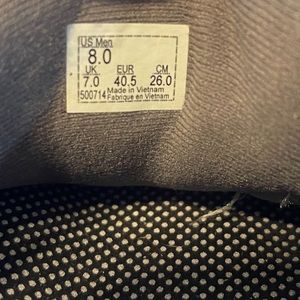 US Men
8.0
UK EUR CM
7.0 40.5 26.0
500714 Made in Vietnam
Fabrique en Vietnam